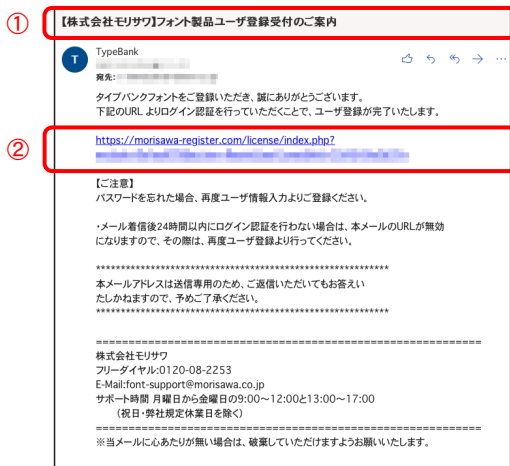 ① 【株式会社モリサワ】フォント製品ユーザ登録受付のご案内
T TypeBank
宛先:
タイプバンクフォントをご登録いただき、誠にありがとうございます。
下記のURL よりログイン認証を行っていただくことで、ユーザ登録が完了いたします。
② https://morisawa-register.com/license/index.php?
【ご注意】
パスワードを忘れた場合、再度ユーザ情報入力よりご登録ください。
・メール着信後24時間以内にログイン認証を行わない場合は、本メールのURLが無効
になりますので、その際は、再度ユーザ登録より行ってください。
**************************************************************
本メールアドレスは送信専用のため、ご返信いただいてもお答えい
たしかねますので、予めご了承ください。
**************************************************************
==============================================================
株式会社モリサワ
フリーダイヤル:0120-08-2253
E-Mail:font-support@morisawa.co.jp
サポート時間 月曜日から金曜日の9:00～12:00と13:00～17:00
（祝日・弊社規定休業日を除く）
==============================================================
※当メールに心あたりが無い場合は、破棄していただけますようお願いいたします。